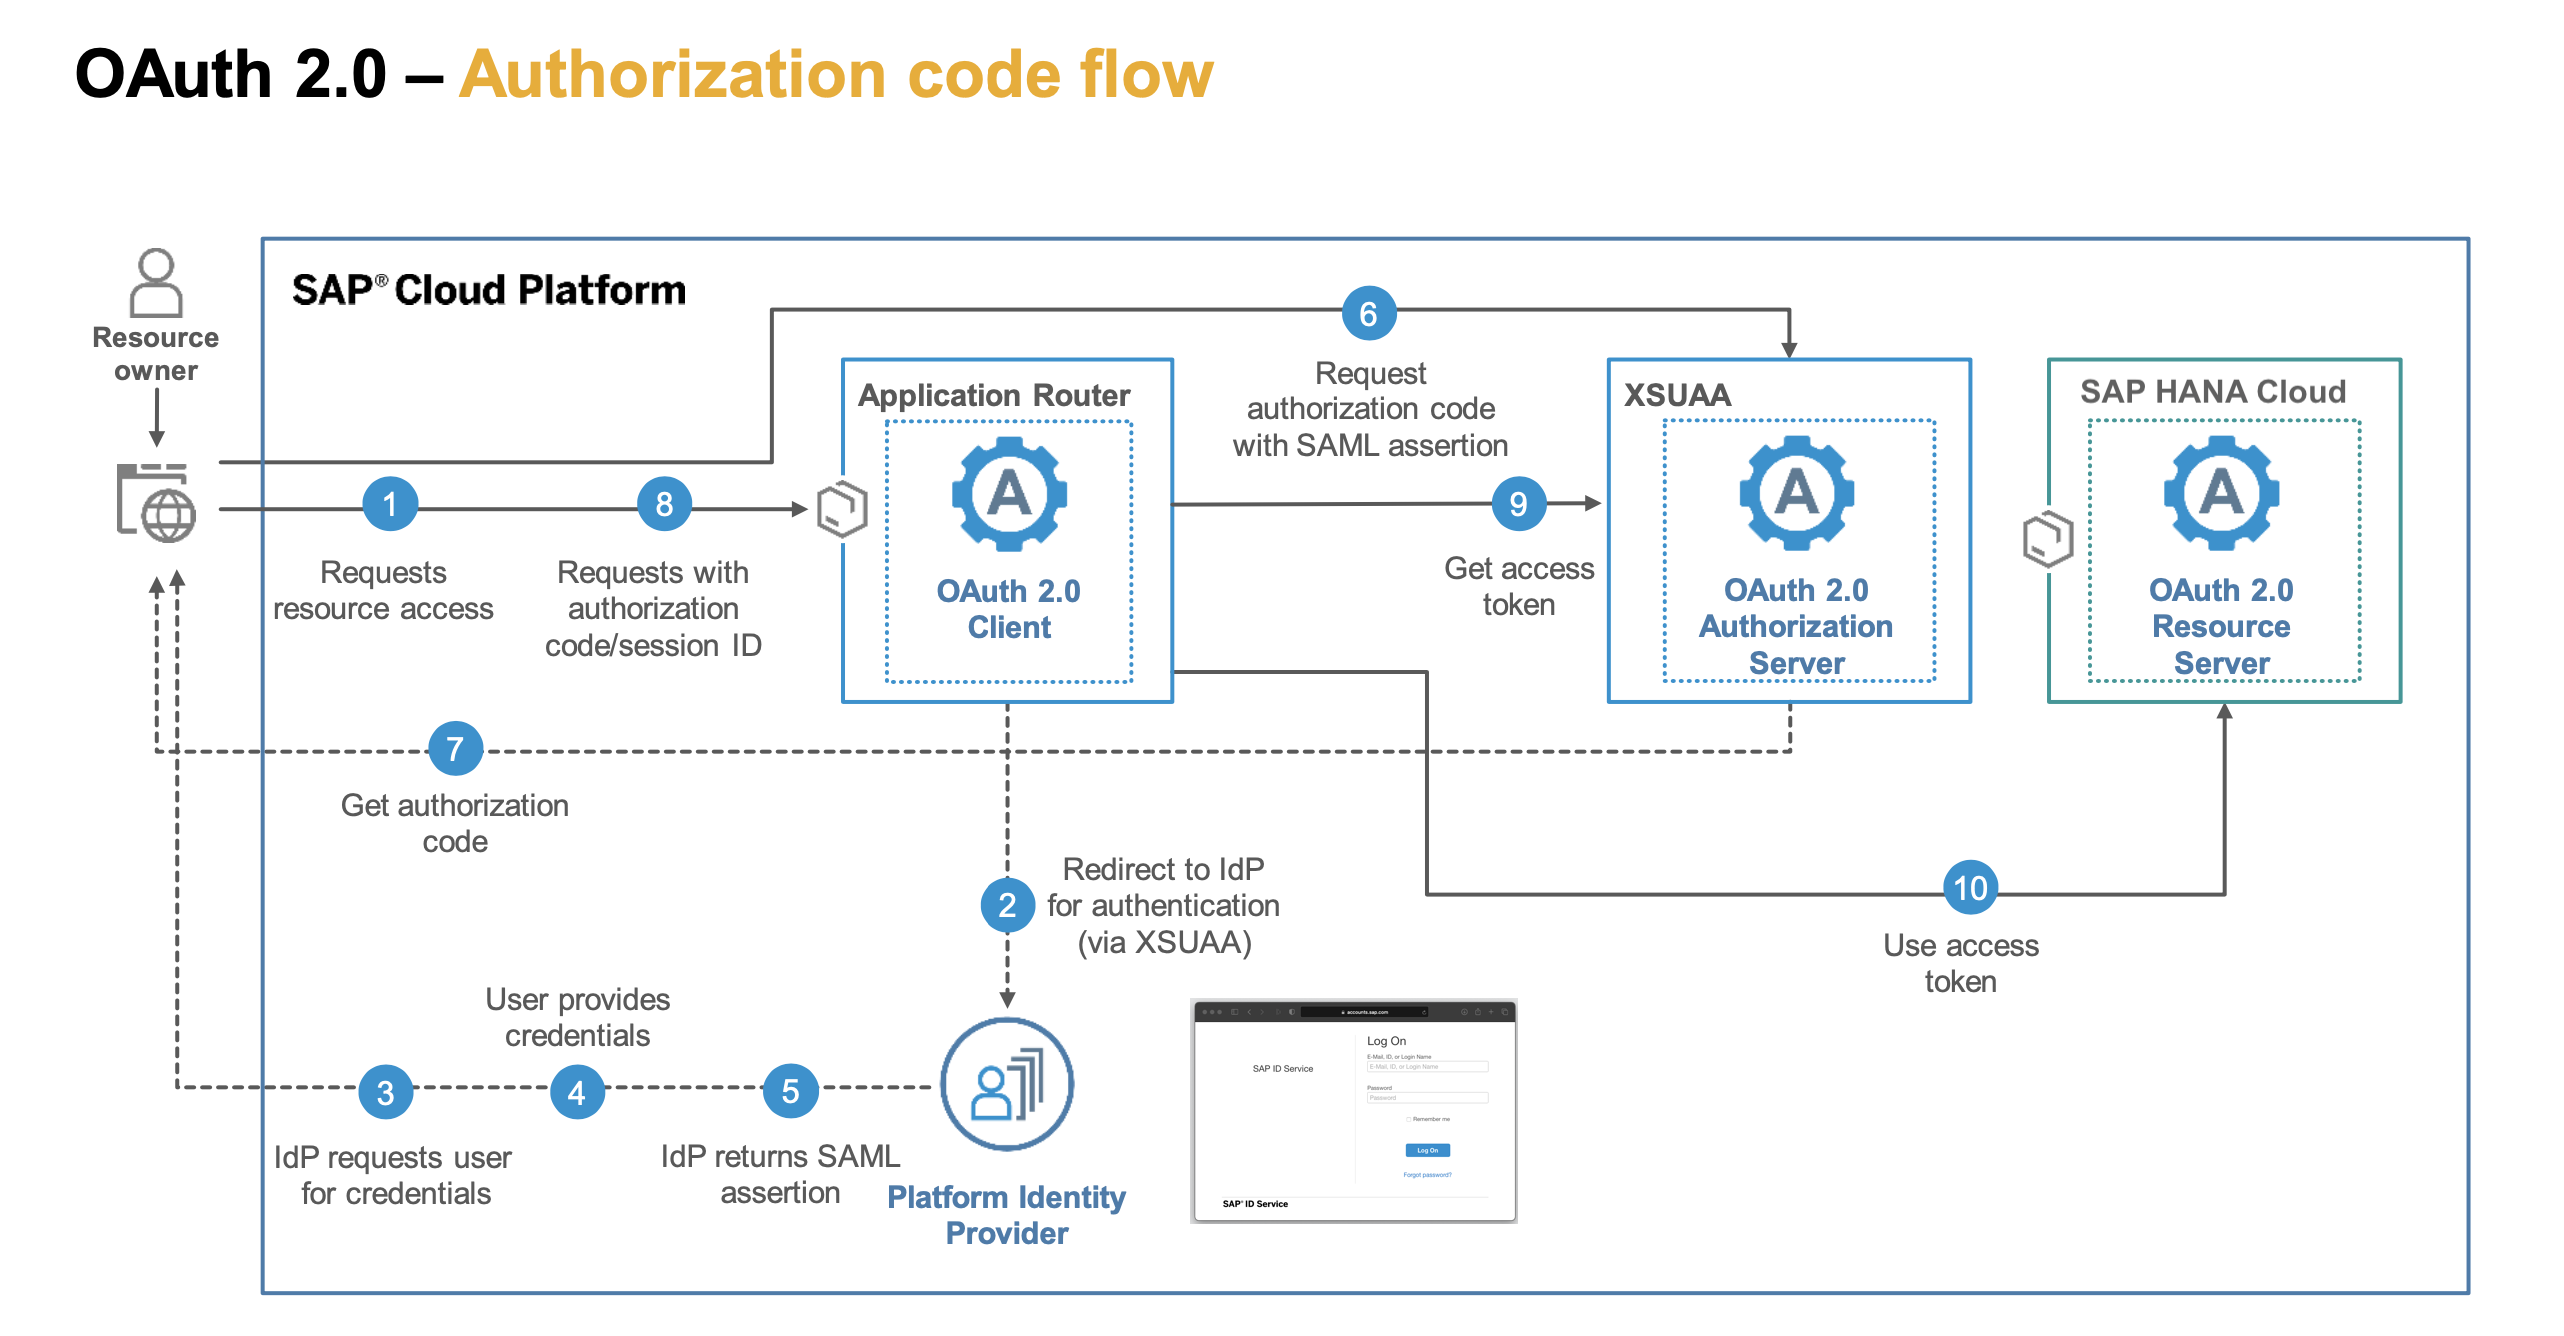 OAuth 2.0 – Authorization code flow
SAP® Cloud Platform
Resource
owner
6
Request
authorization code
with SAML assertion
Application Router
A
OAuth 2.0
Client
XSUAA
A
OAuth 2.0
Authorization
Server
SAP HANA Cloud
A
OAuth 2.0
Resource
Server
1
Requests
resource access
8
Requests with
authorization
code/session ID
9
Get access
token
7
Get authorization
code
2
Redirect to IdP
for authentication
(via XSUAA)
10
Use access
token
User provides
credentials
3
4
5
IdP requests user
for credentials
IdP returns SAML
assertion
Platform Identity
Provider
accounts.sap.com
SAP ID Service
Log On
E-Mail, ID, or Login Name
E-Mail, ID, or Login Name
Password
Password
Remember me
Log On
Forgot password?
SAP® ID Service